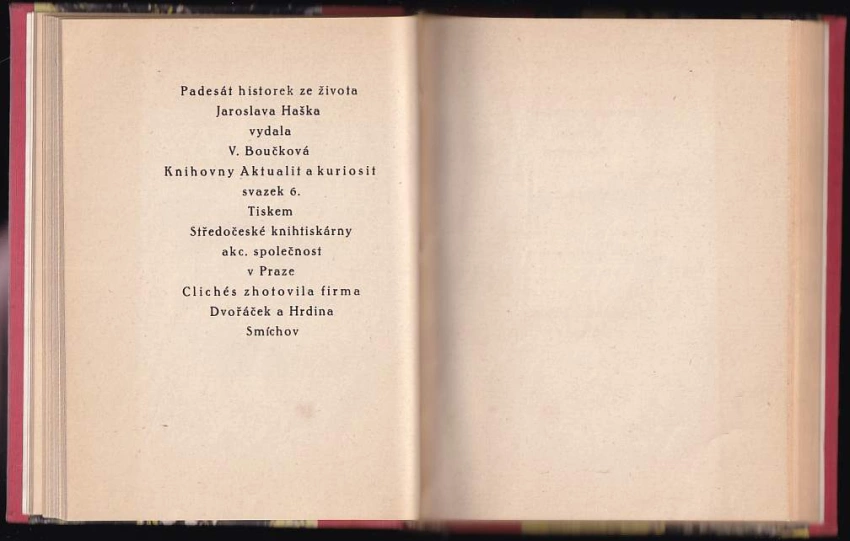 Padesát historek ze života
Jaroslava Haška
vydala
V. Boučková
Knihovny Aktualit a kuriosit
svazek 6.
Tiskem
Středočeské knihtiskárny
akc. společnost
v Praze
Clichés zhotovila firma
Dvořáček a Hrdina
Smíchov